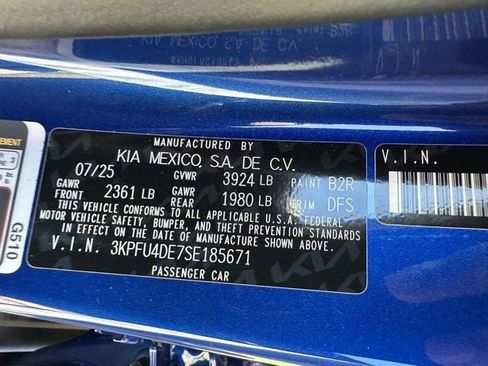 MANUFACTURED BY
KIA MEXICO, S.A. DE C.V.
07/25 GVWR 3924 LB PAINT B2R
GAWR FRONT 2361 LB GAWR REAR 1980 LB TRIM DFS
THIS VEHICLE CONFORMS TO ALL APPLICABLE U.S.A. FEDERAL
MOTOR VEHICLE SAFETY, BUMPER, AND THEFT PREVENTION STANDARDS
IN EFFECT ON THE DATE OF MANUFACTURE SHOWN ABOVE.
V.I.N. 3KPFU4DE7SE185671
PASSENGER CAR
V.I.N.
G510